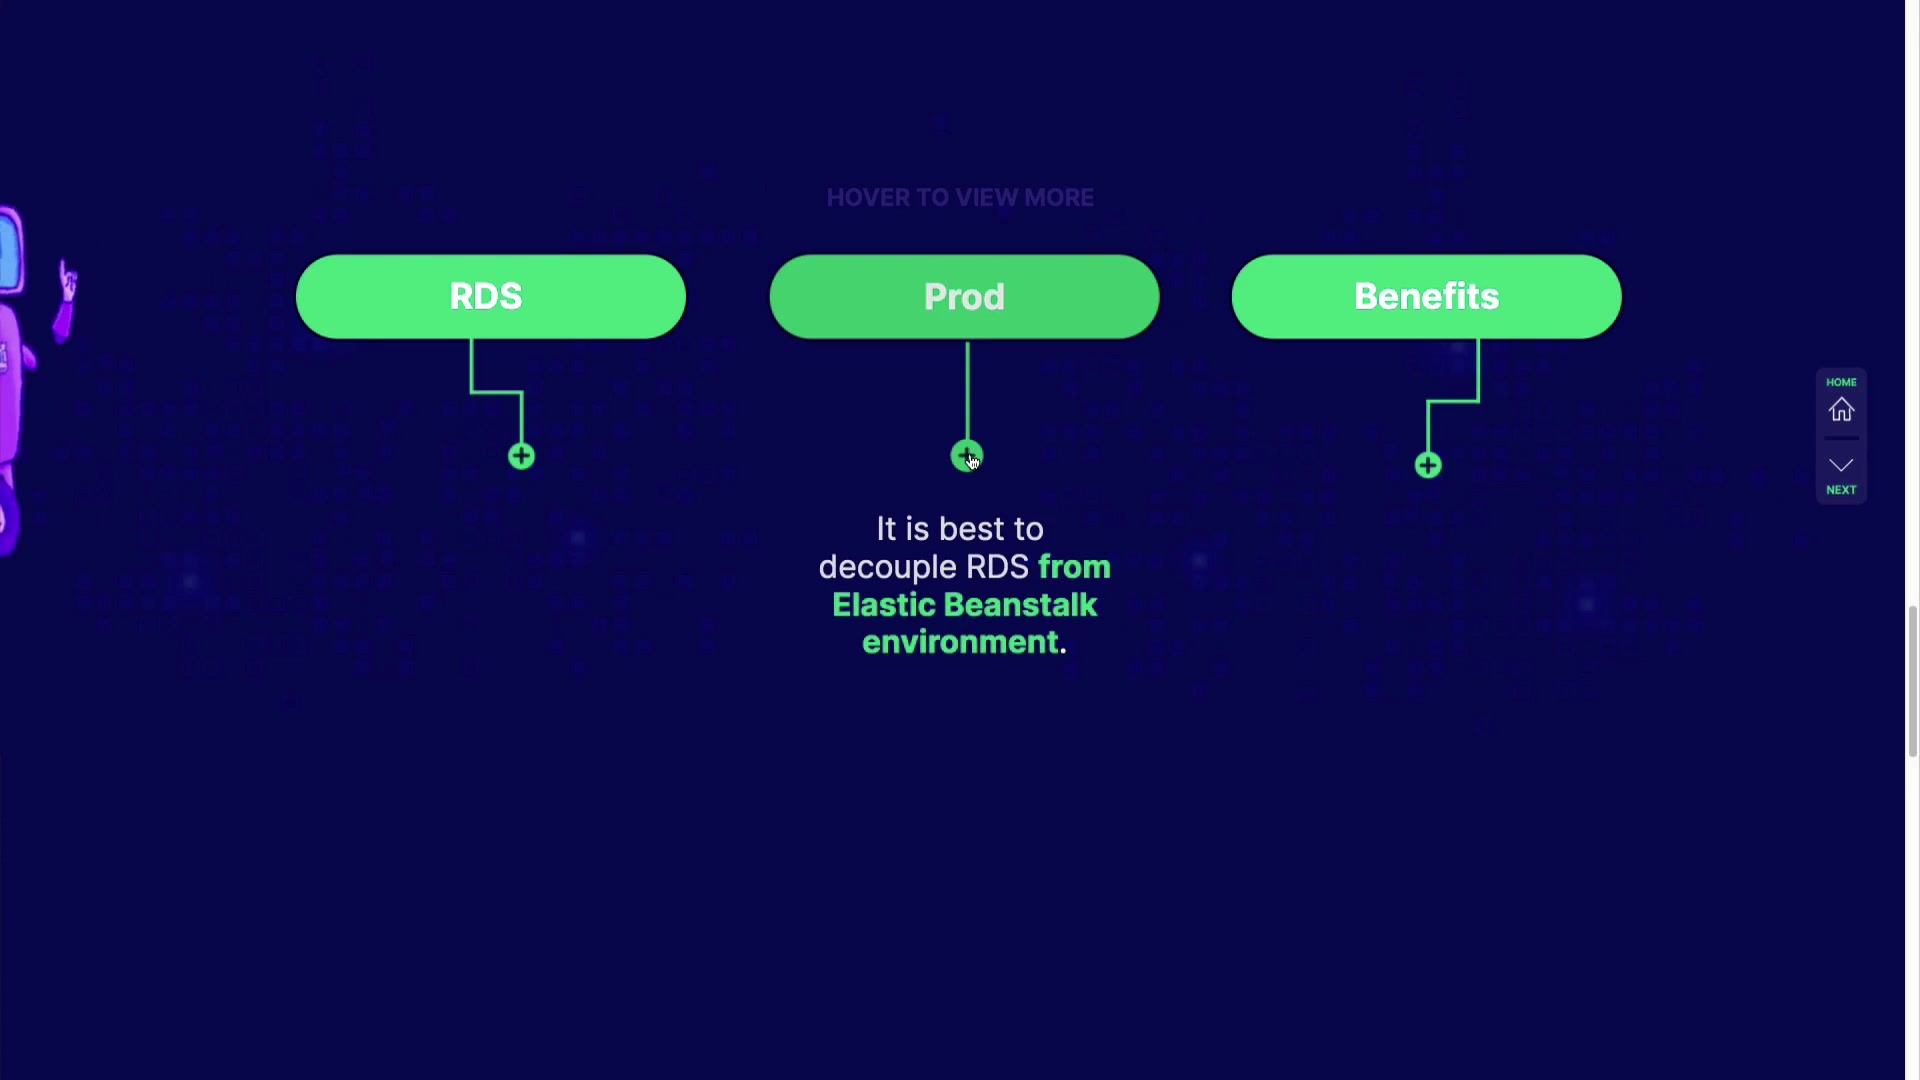 HOVER TO VIEW MORE
RDS
Prod
Benefits
It is best to
decouple RDS from
Elastic Beanstalk
environment.
HOME
NEXT